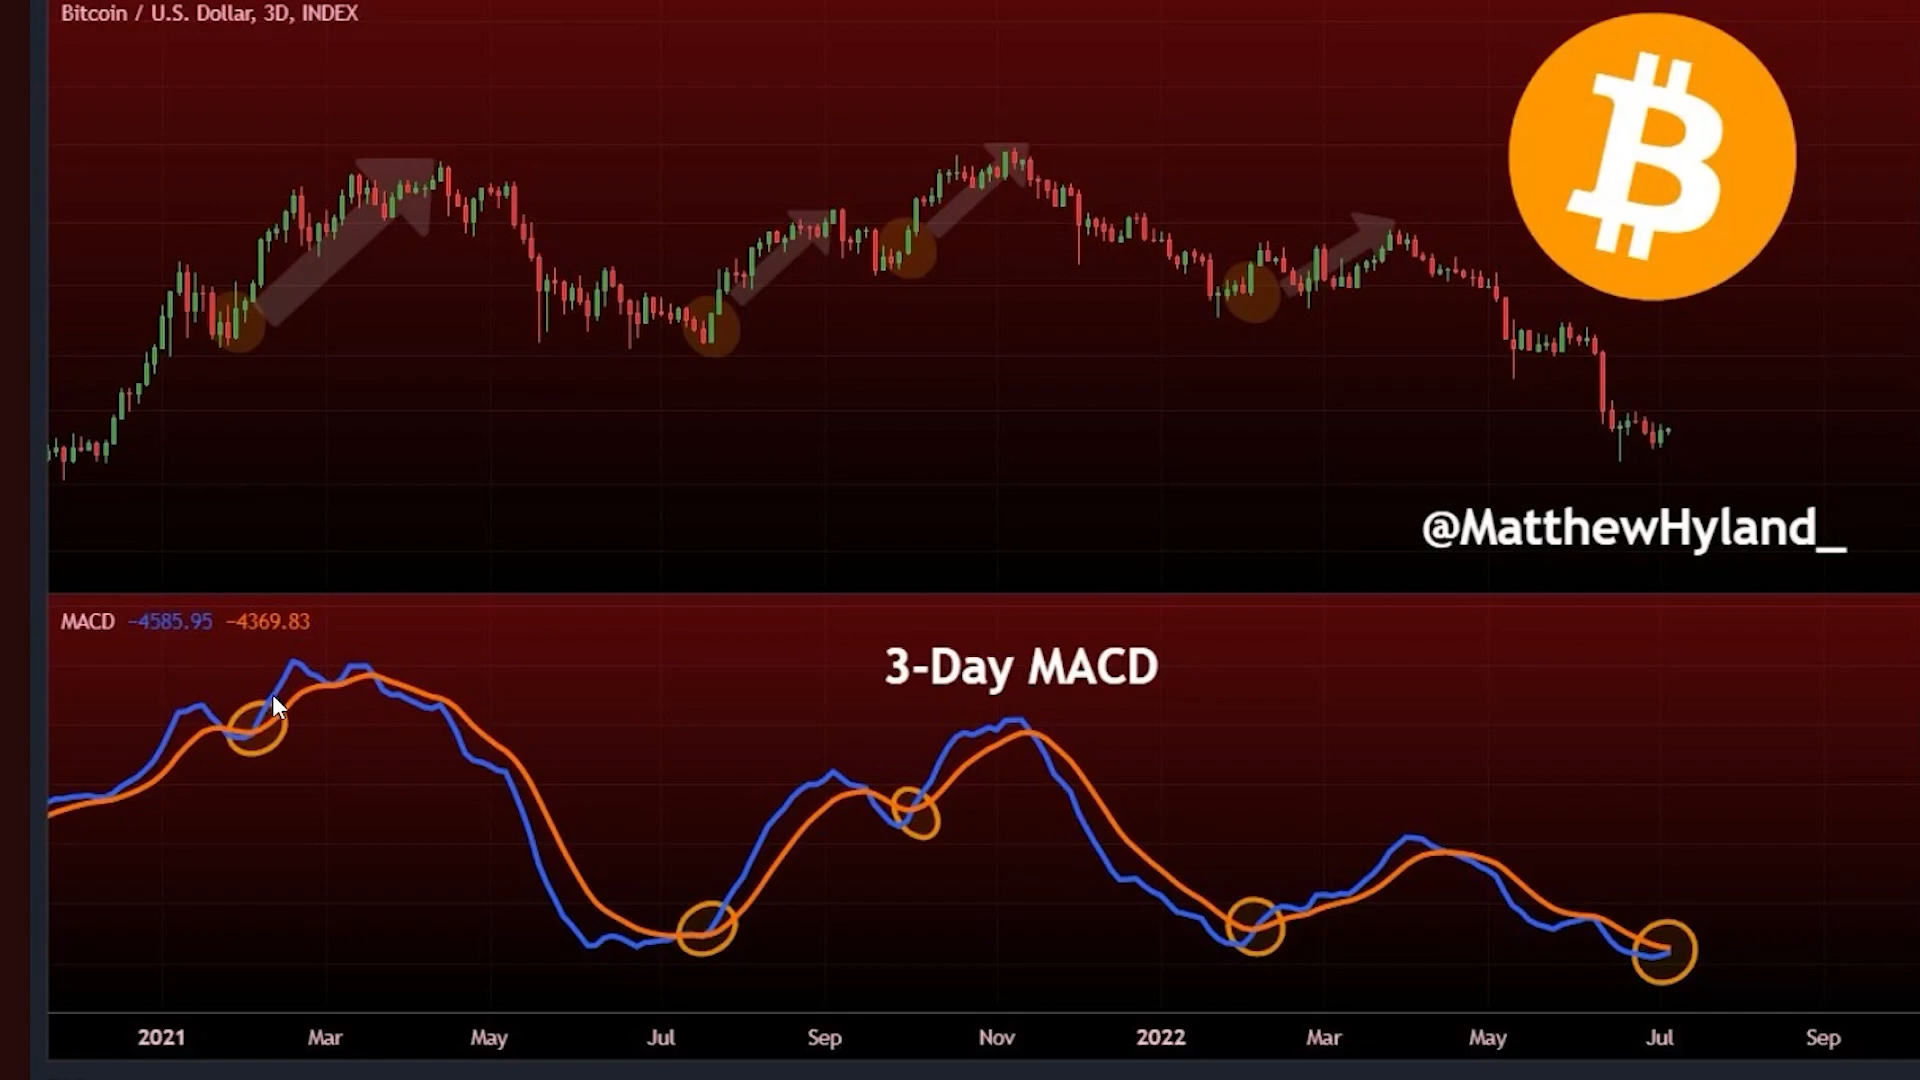 Bitcoin / U.S. Dollar, 3D, INDEX
@MatthewHyland_
MACD −4585.95 −4369.83
3-Day MACD
2021 Mar May Jul Sep Nov 2022 Mar May Jul Sep